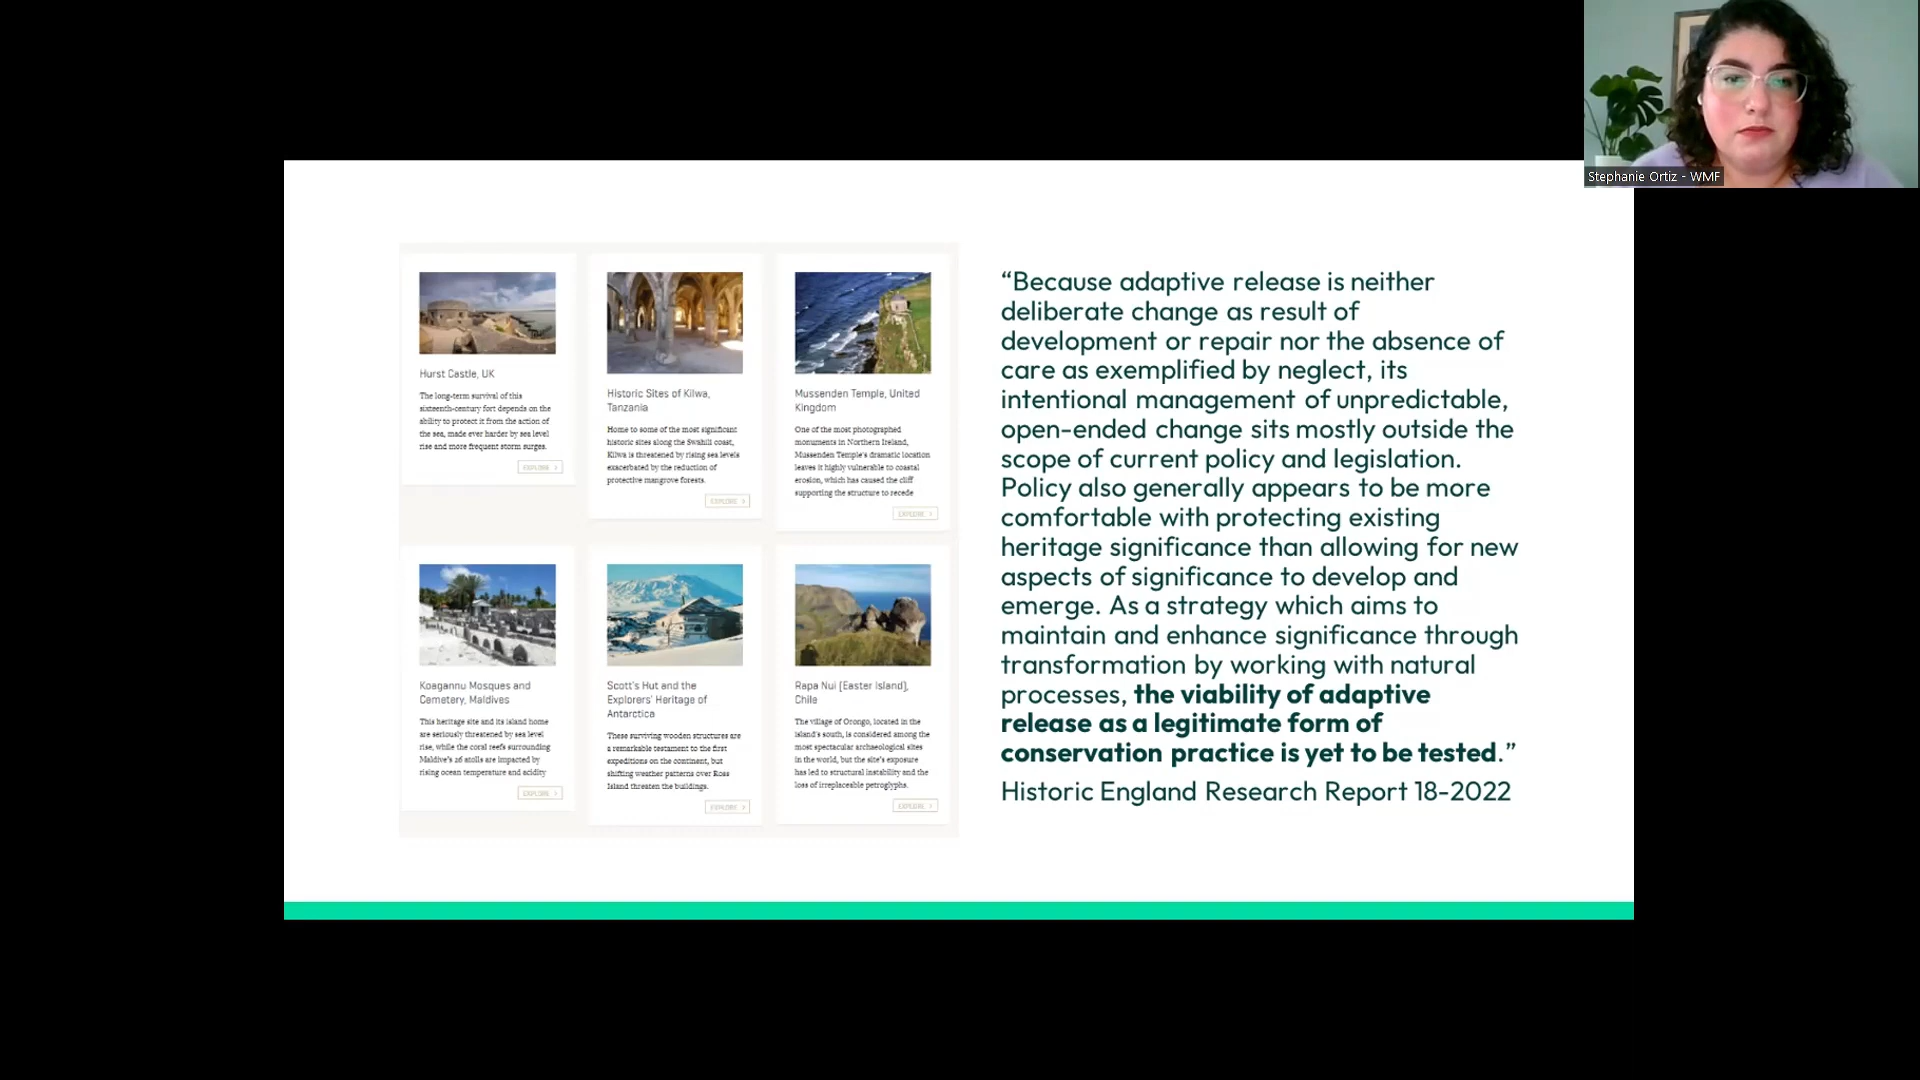 Stephanie Ortiz - WMF
Hurst Castle, UK
The long-term survival of this
sixteenth-century fort depends on the
ability to protect it from the action of
the sea, made ever harder by sea level
rise and more frequent storm surges.
EXPLORE >
Historic Sites of Kilwa,
Tanzania
Home to some of the most significant
historic sites along the Swahili coast,
Kilwa is threatened by rising sea levels
exacerbated by the reduction of
protective mangrove forests.
EXPLORE >
Mussenden Temple, United
Kingdom
One of the most photographed
monuments in Northern Ireland,
Mussenden Temple's dramatic location
leaves it highly vulnerable to coastal
erosion, which has caused the cliff
supporting the structure to recede
EXPLORE >
Koagannu Mosques and
Cemetery, Maldives
This heritage site and its island home
are seriously threatened by sea level
rise, while the coral reefs surrounding
Maldive's 26 atolls are impacted by
rising ocean temperature and acidity
EXPLORE >
Scott's Hut and the
Explorers' Heritage of
Antarctica
These surviving wooden structures are
a remarkable testament to the first
expeditions on the continent, but
shifting weather patterns over Ross
Island threaten the buildings.
EXPLORE >
Rapa Nui (Easter Island),
Chile
The village of Orongo, located in the
island's south, is considered among the
most spectacular archaeological sites
in the world, but the site's exposure
has led to structural instability and the
loss of irreplaceable petroglyphs.
EXPLORE >
“Because adaptive release is neither
deliberate change as result of
development or repair nor the absence of
care as exemplified by neglect, its
intentional management of unpredictable,
open-ended change sits mostly outside the
scope of current policy and legislation.
Policy also generally appears to be more
comfortable with protecting existing
heritage significance than allowing for new
aspects of significance to develop and
emerge. As a strategy which aims to
maintain and enhance significance through
transformation by working with natural
processes, the viability of adaptive
release as a legitimate form of
conservation practice is yet to be tested.”
Historic England Research Report 18-2022